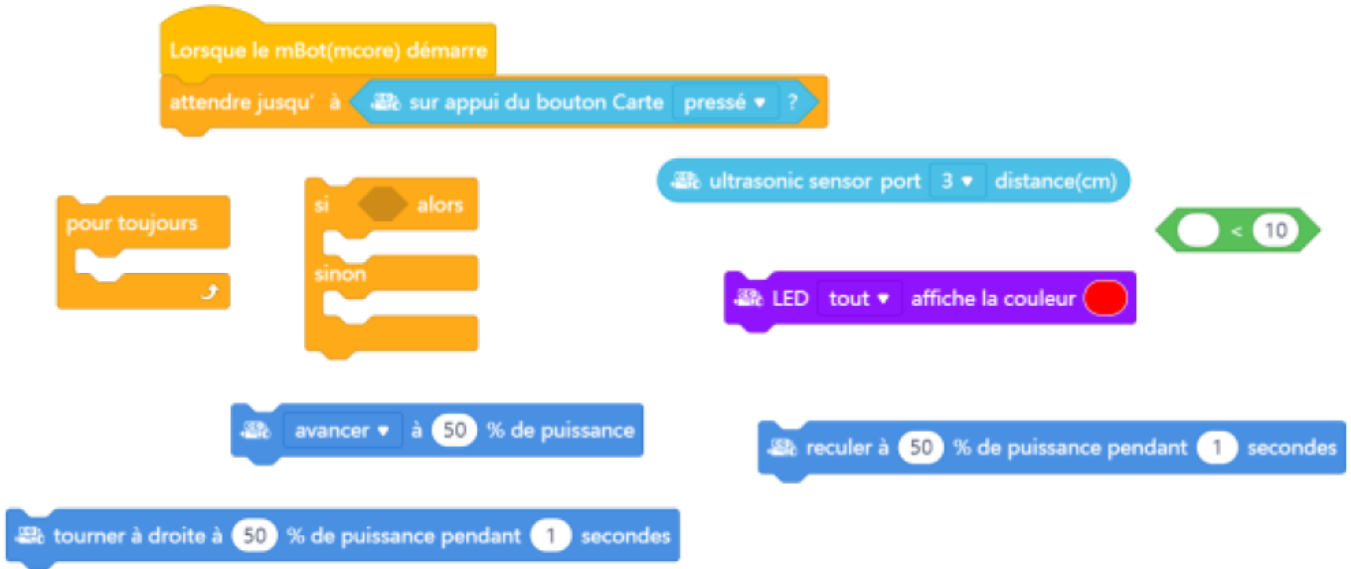 Lorsque le mBot(mcore) démarre
attendre jusqu' à sur appui du bouton Carte pressé ?
ultrasonic sensor port 3 distance(cm)
pour toujours
si alors
sinon
< 10
LED tout affiche la couleur
avancer à 50 % de puissance
reculer à 50 % de puissance pendant 1 secondes
tourner à droite à 50 % de puissance pendant 1 secondes